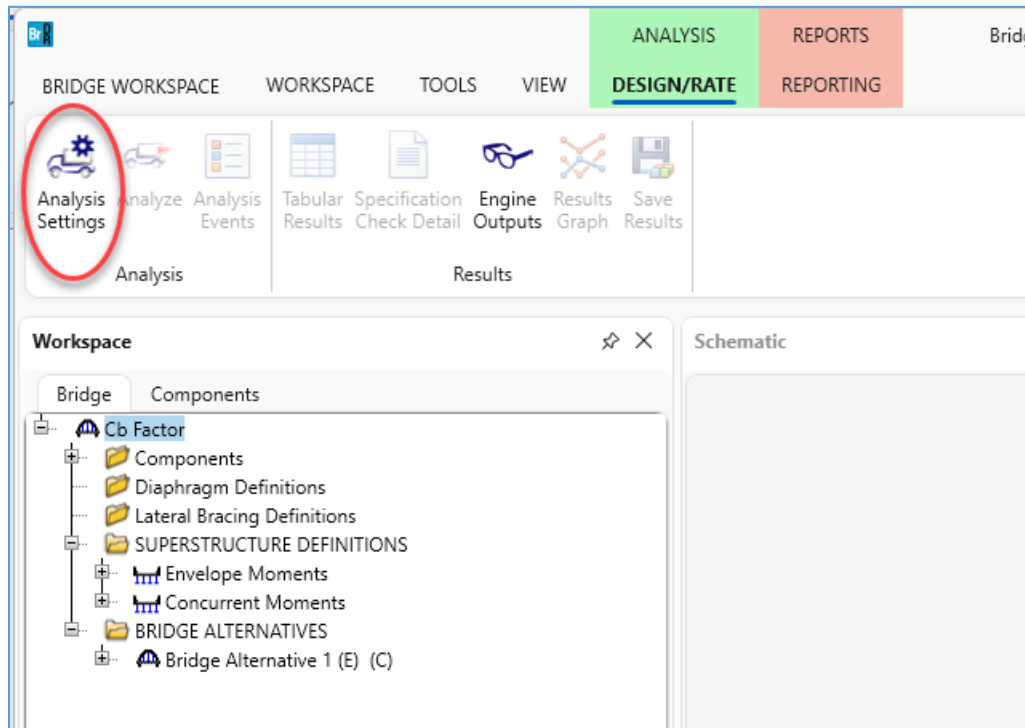 Br DR
ANALYSIS REPORTS
BRIDGE WORKSPACE WORKSPACE TOOLS VIEW DESIGN/RATE REPORTING
Analysis Settings
Analyze
Analysis Events
Tabular Results
Specification Check Detail
Engine Outputs
Results Graph
Save Results
Analysis
Results
Workspace
Schematic
Bridge Components
Cb Factor
Components
Diaphragm Definitions
Lateral Bracing Definitions
SUPERSTRUCTURE DEFINITIONS
Envelope Moments
Concurrent Moments
BRIDGE ALTERNATIVES
Bridge Alternative 1 (E) (C)